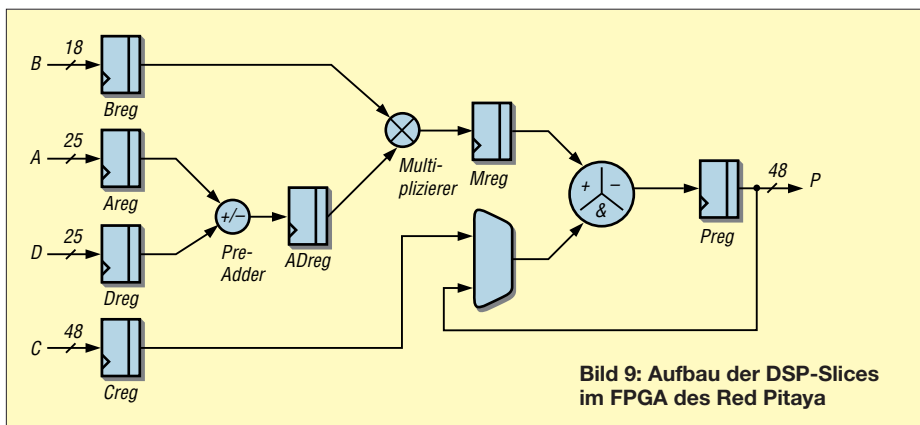 B 18
Breg
A 25
Areg
D 25
Dreg
C 48
Creg
+/–
Pre-
Adder
ADreg
Multi-
plizierer
Mreg
+ –
&
Preg
48 P
Bild 9: Aufbau der DSP-Slices
im FPGA des Red Pitaya